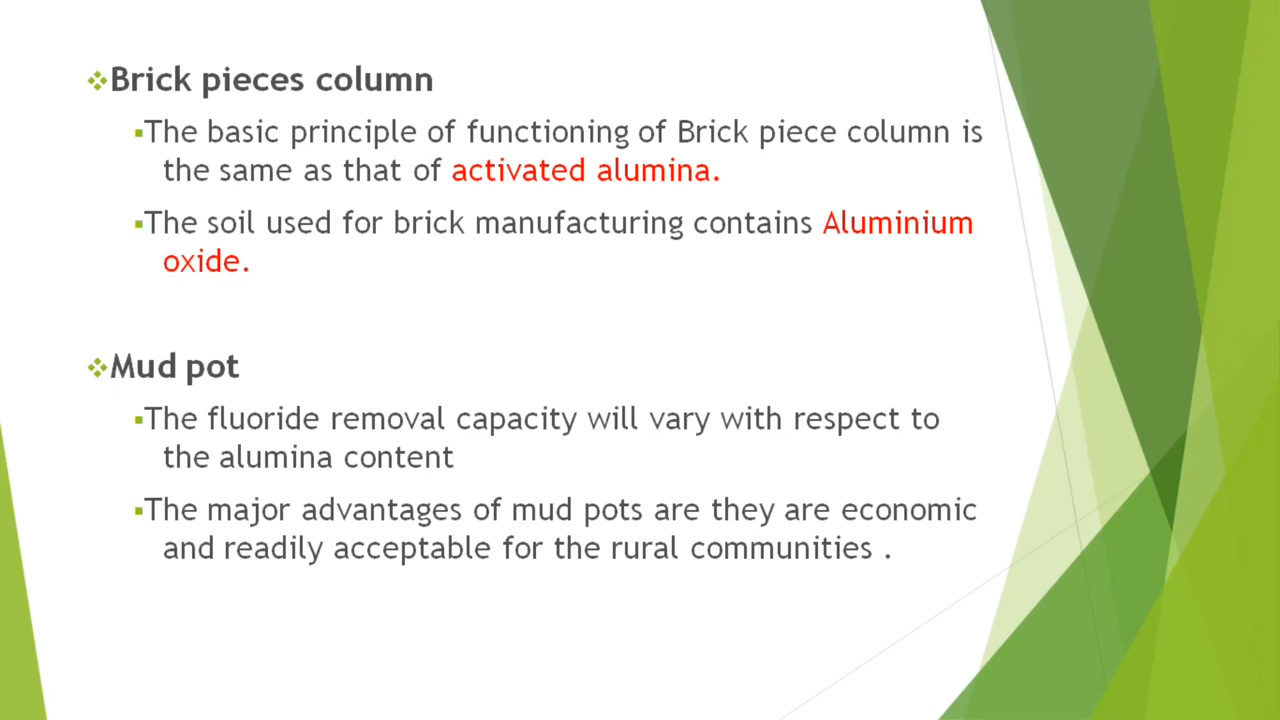 ❖Brick pieces column
▪The basic principle of functioning of Brick piece column is
the same as that of activated alumina.
▪The soil used for brick manufacturing contains Aluminium
oxide.
❖Mud pot
▪The fluoride removal capacity will vary with respect to
the alumina content
▪The major advantages of mud pots are they are economic
and readily acceptable for the rural communities .